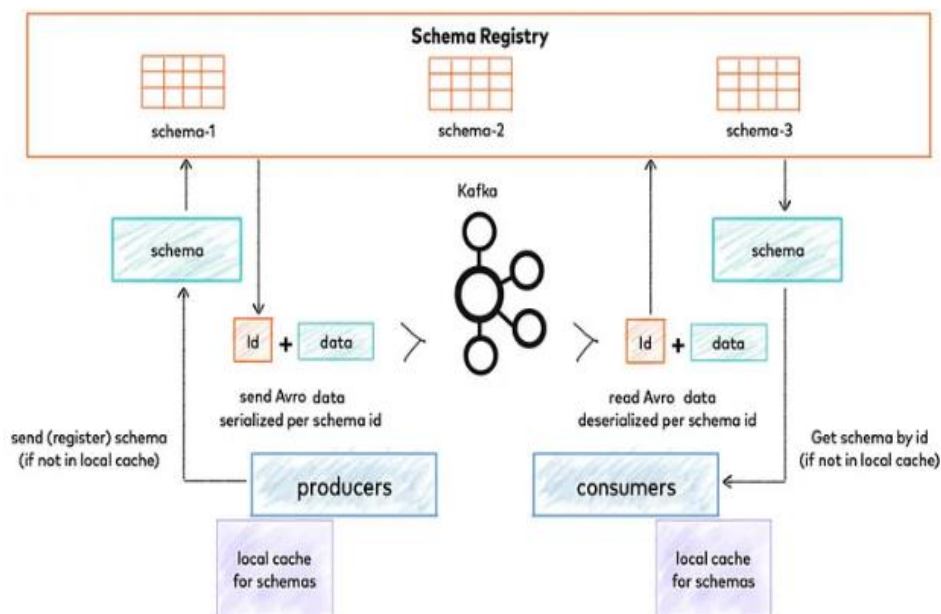 Schema Registry
schema-1
schema-2
schema-3
Kafka
schema
schema
Id + data
Id + data
send Avro data
serialized per schema id
read Avro data
deserialized per schema id
send (register) schema
(if not in local cache)
Get schema by id
(if not in local cache)
producers
consumers
local cache
for schemas
local cache
for schemas